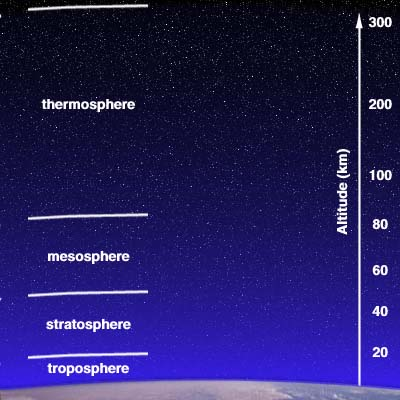 300
thermosphere
200
100
Altitude (km)
80
mesosphere
60
40
stratosphere
20
troposphere